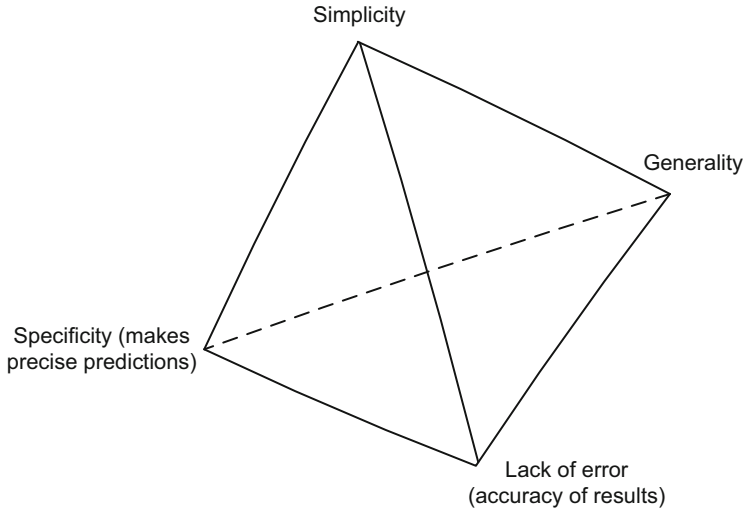 Simplicity
Generality
Specificity (makes
precise predictions)
Lack of error
(accuracy of results)